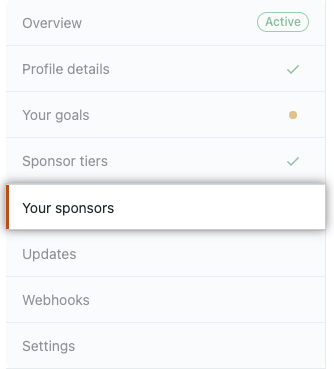 Overview
Active
Profile details
Your goals
Sponsor tiers
Your sponsors
Updates
Webhooks
Settings